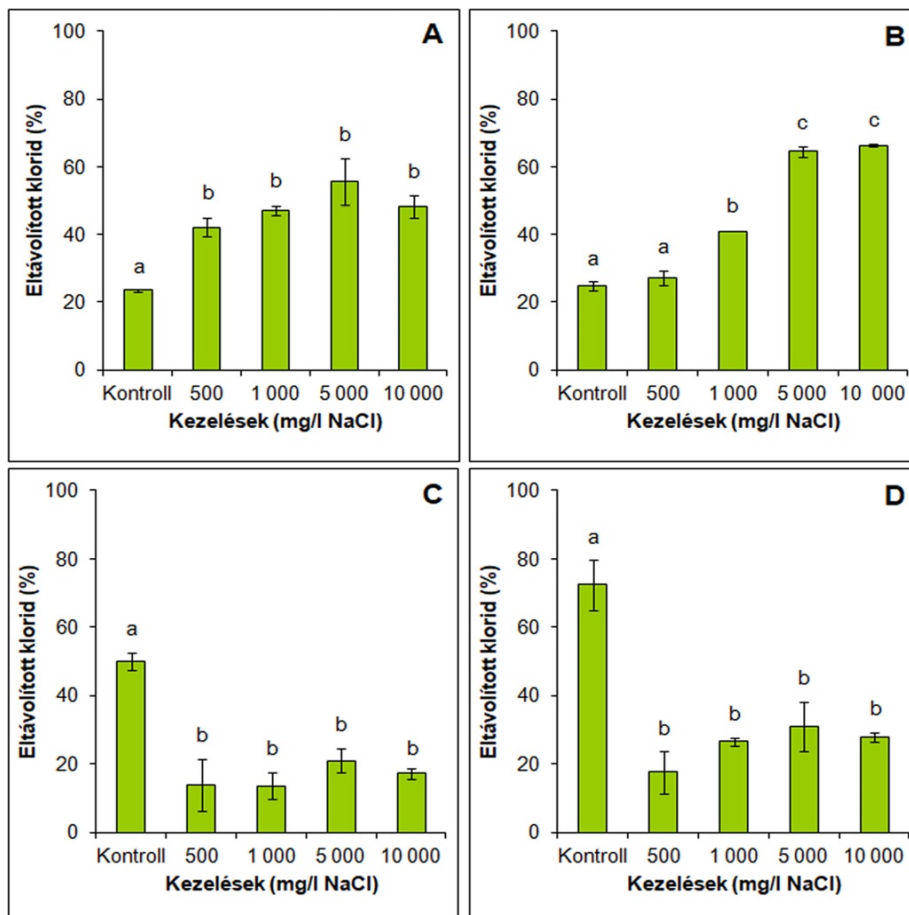 A
Eltávolított klorid (%)
100
80
60
40
20
0
a
b
b
b
b
Kontroll 500 1 000 5 000 10 000
Kezelések (mg/l NaCl)
B
Eltávolított klorid (%)
100
80
60
40
20
0
a
a
b
c
c
Kontroll 500 1 000 5 000 10 000
Kezelések (mg/l NaCl)
C
Eltávolított klorid (%)
100
80
60
40
20
0
a
b
b
b
b
Kontroll 500 1 000 5 000 10 000
Kezelések (mg/l NaCl)
D
Eltávolított klorid (%)
100
80
60
40
20
0
a
b
b
b
b
Kontroll 500 1 000 5 000 10 000
Kezelések (mg/l NaCl)